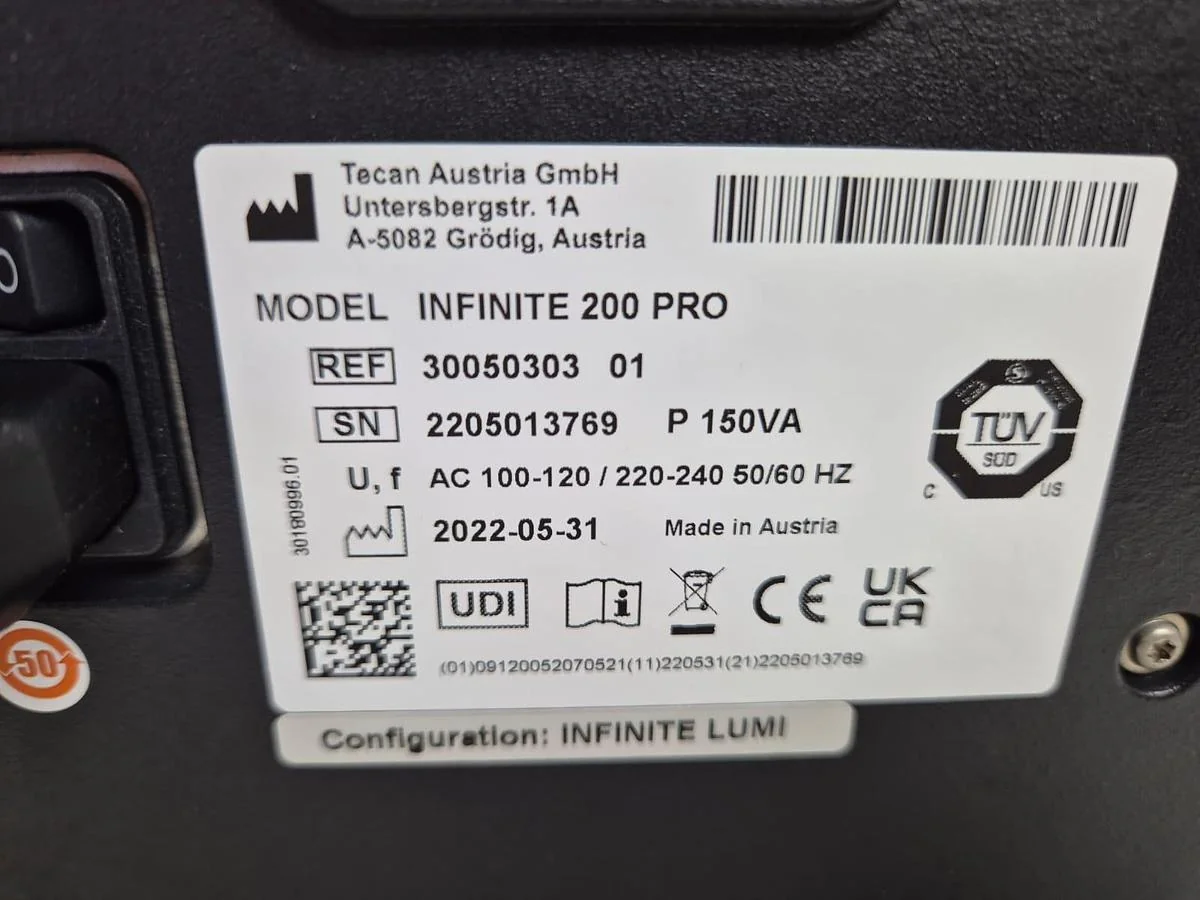 Tecan Austria GmbH
Untersbergstr. 1A
A-5082 Grödig, Austria
MODEL INFINITE 200 PRO
REF 30050303 01
SN 2205013769 P 150VA
U, f AC 100-120 / 220-240 50/60 HZ
2022-05-31 Made in Austria
30180996.01
TÜV
SÜD
C US
UDI i CE UK
CA
(01)09120052070521(11)220531(21)2205013769
Configuration: INFINITE LUMI
50